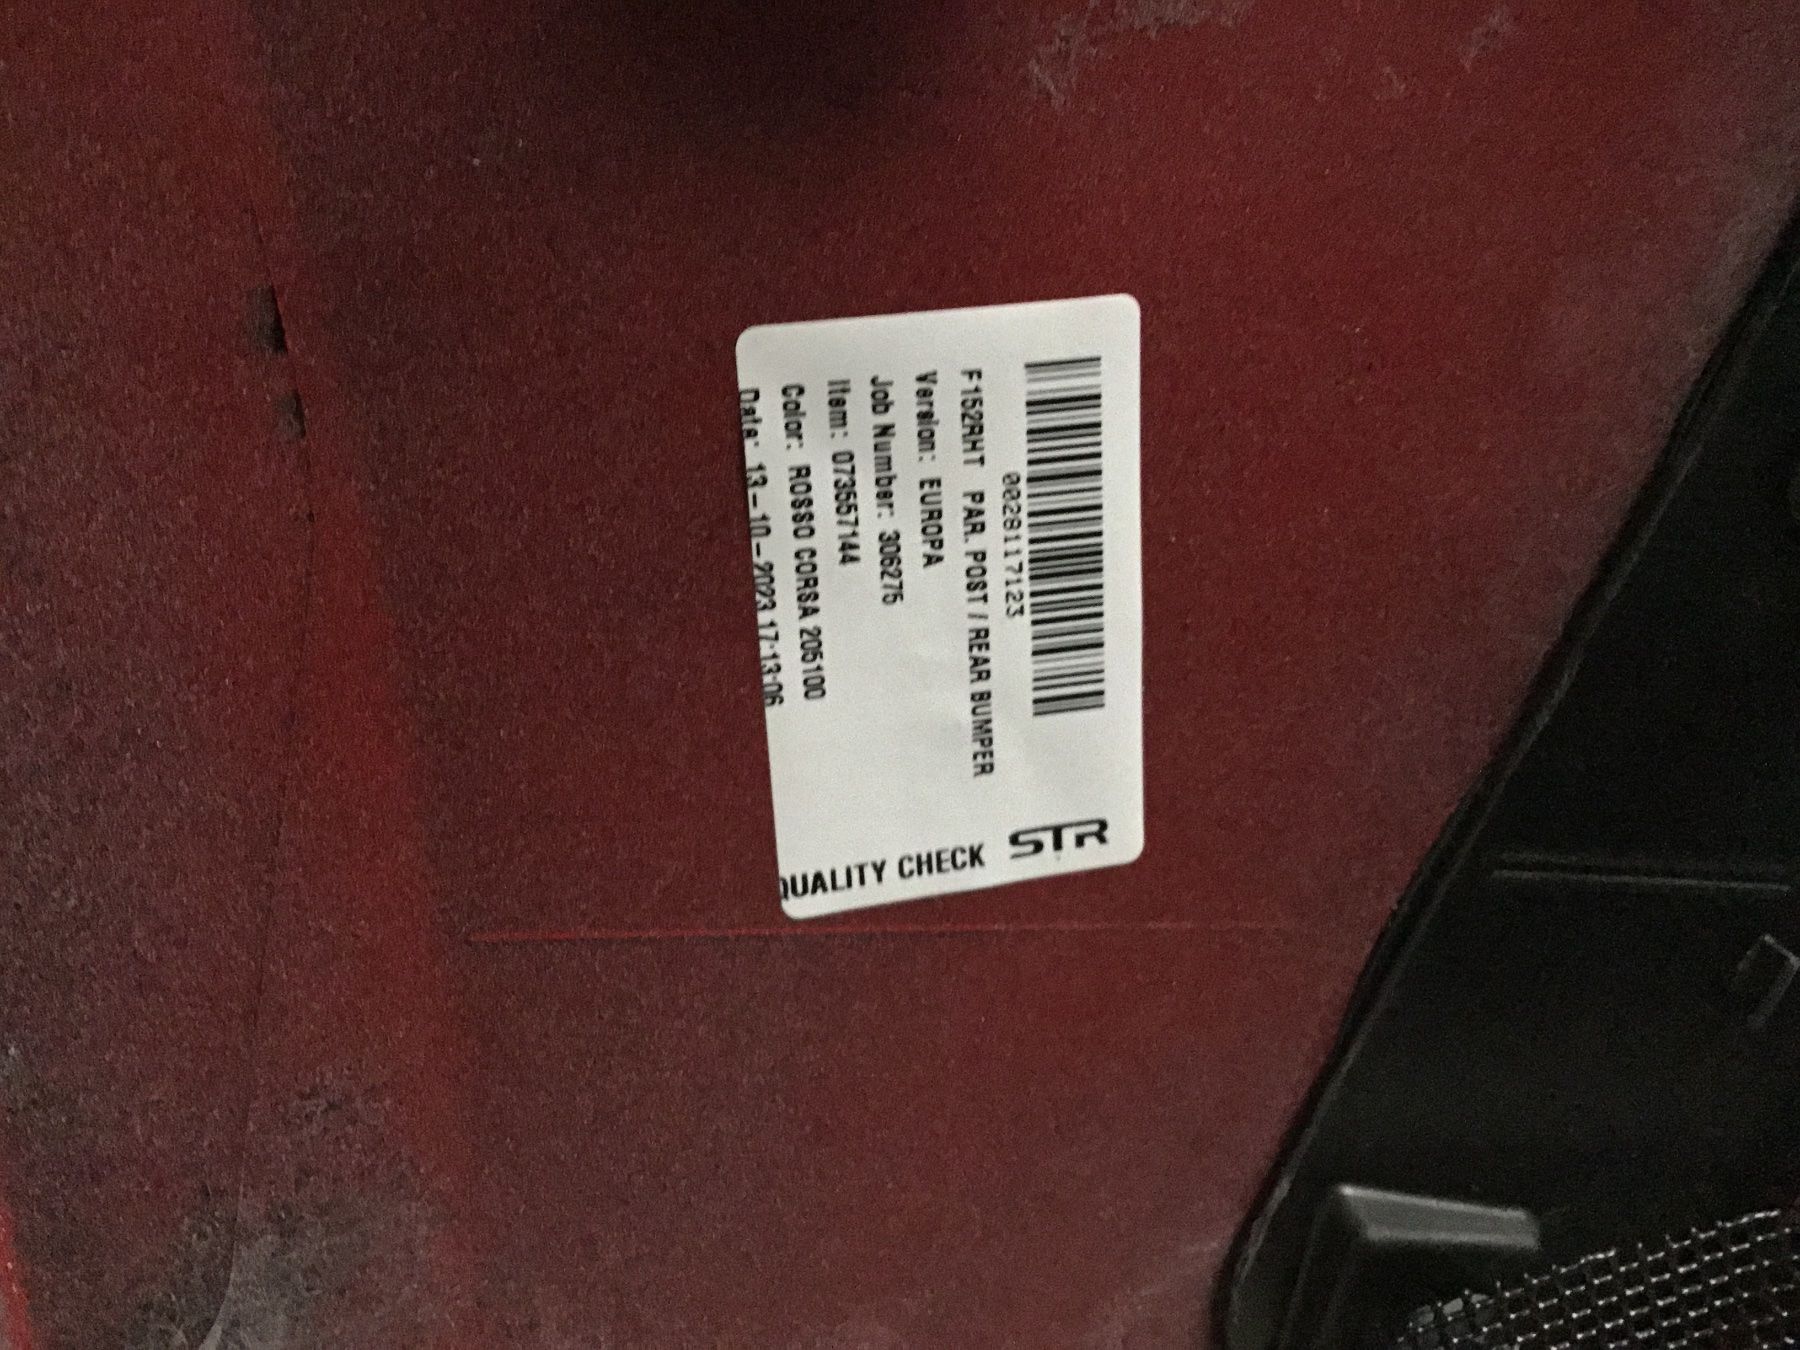 00281117123
STR
F152RHT PAR. POST / REAR BUMPER
Version: EUROPA
Job Number: 306275
Item: 073557144
Color: ROSSO CORSA 205100
Date: 13-10-2023 17:13:06
QUALITY CHECK